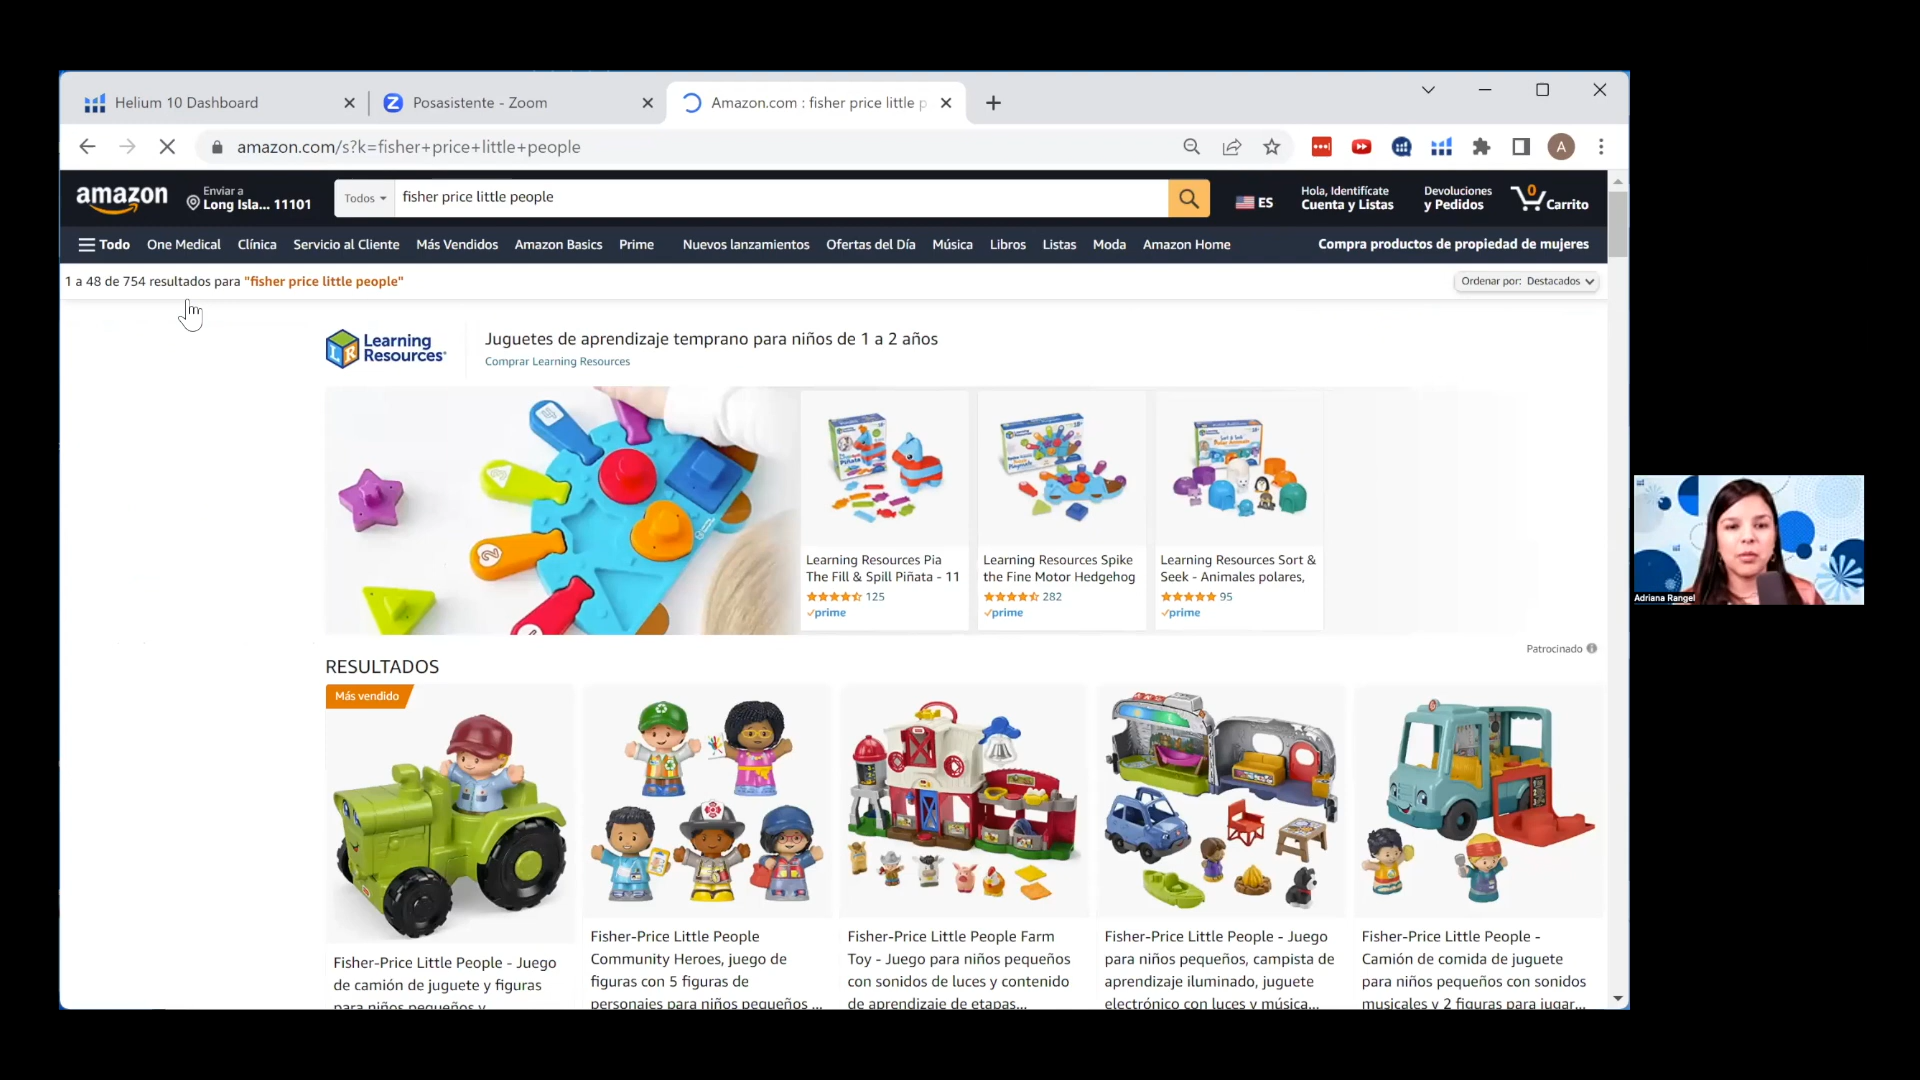 Helium 10 Dashboard
Posasistente - Zoom
Amazon.com : fisher price little p
amazon.com/s?k=fisher+price+little+people
A
amazon
Enviar a
Long Isla... 11101
Todos
fisher price little people
ES
Hola, Identifícate
Cuenta y Listas
Devoluciones
y Pedidos
0
Carrito
Todo
One Medical
Clínica
Servicio al Cliente
Más Vendidos
Amazon Basics
Prime
Nuevos lanzamientos
Ofertas del Día
Música
Libros
Listas
Moda
Amazon Home
Compra productos de propiedad de mujeres
1 a 48 de 754 resultados para "fisher price little people"
Ordenar por: Destacados
Learning
Resources®
Juguetes de aprendizaje temprano para niños de 1 a 2 años
Comprar Learning Resources
Learning Resources Pia
The Fill & Spill Piñata - 11
125
prime
Learning Resources Spike
the Fine Motor Hedgehog
282
prime
Learning Resources Sort &
Seek - Animales polares,
95
prime
Patrocinado
Adriana Rangel
RESULTADOS
Más vendido
Fisher-Price Little People - Juego
de camión de juguete y figuras
para niños pequeños y
Fisher-Price Little People
Community Heroes, juego de
figuras con 5 figuras de
personajes para niños pequeños ...
Fisher-Price Little People Farm
Toy - Juego para niños pequeños
con sonidos de luces y contenido
de aprendizaje de etapas...
Fisher-Price Little People - Juego
para niños pequeños, campista de
aprendizaje iluminado, juguete
electrónico con luces y música...
Fisher-Price Little People -
Camión de comida de juguete
para niños pequeños con sonidos
musicales y 2 figuras para jugar...